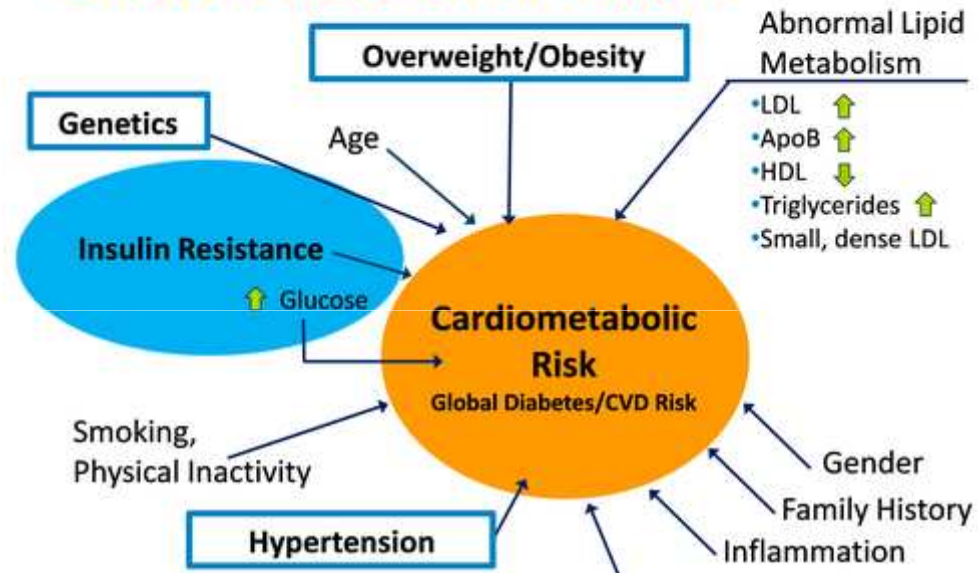 Overweight/Obesity
Abnormal Lipid
Metabolism
•LDL
•ApoB
•HDL
•Triglycerides
•Small, dense LDL
Genetics
Age
Insulin Resistance
Glucose
Cardiometabolic
Risk
Global Diabetes/CVD Risk
Smoking,
Physical Inactivity
Hypertension
Gender
Family History
Inflammation